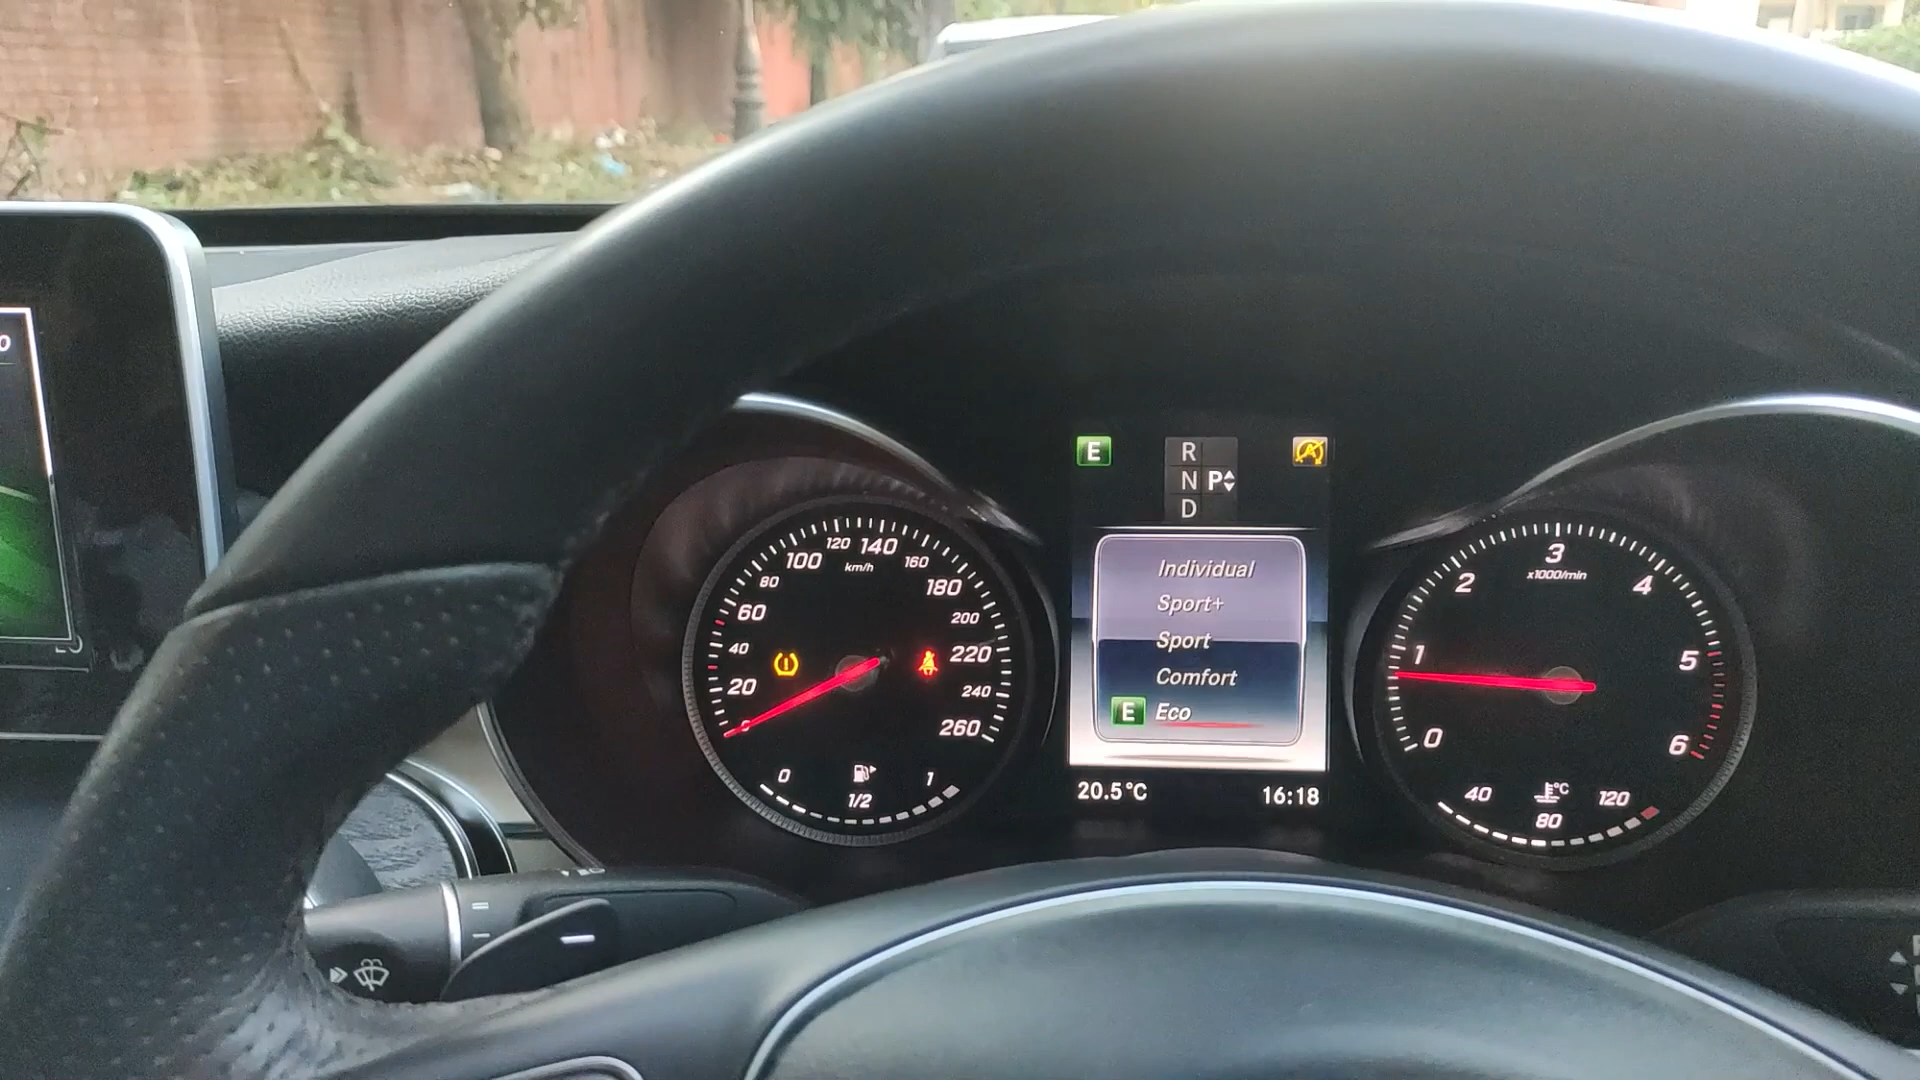 0
E
R
N P
D
Individual
Sport+
Sport
Comfort
E Eco
20.5°C 16:18
0 20 40 60 80 100 120 140 160 180 200 220 240 260
km/h
0 1/2 1
0 1 2 3 4 5 6
x1000/min
40 80 120
°C